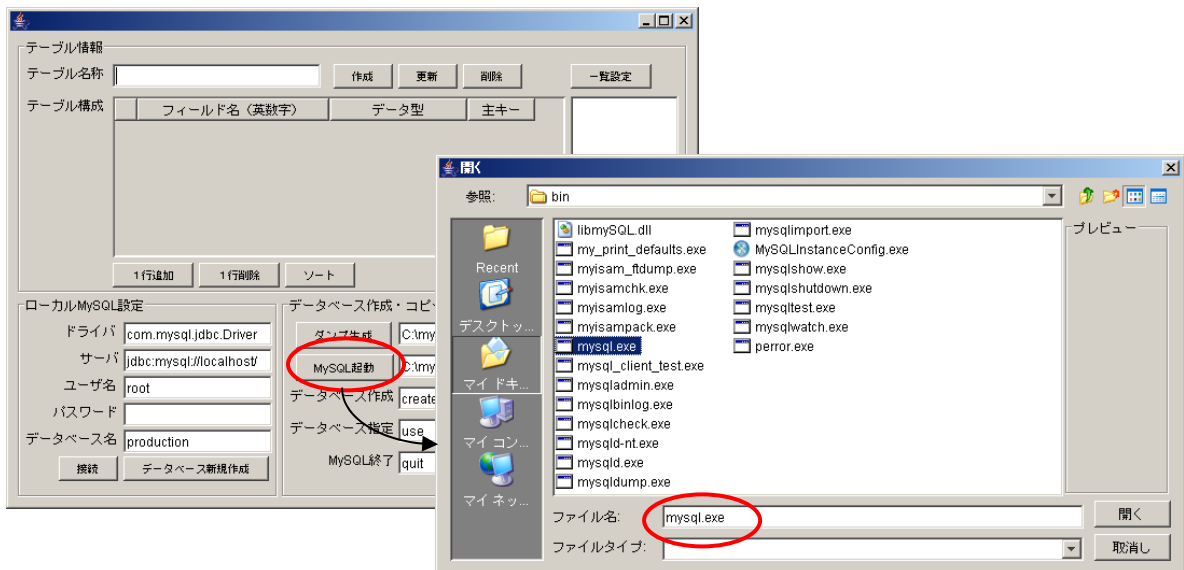 テーブル情報
テーブル名称
作成 更新 削除 一覧設定
テーブル構成
フィールド名（英数字） データ型 主キー
1行追加 1行削除 ソート
ローカルMySQL設定
ドライバ com.mysql.jdbc.Driver
サーバ jdbc:mysql://localhost/
ユーザ名 root
パスワード
データベース名 production
接続 データベース新規作成
データベース作成・コピ
ダンプ生成 C:\my
MySQL起動 C:\my
データベース作成 create
データベース指定 use
MySQL終了 quit
開く
参照: bin
Recent
デスクトッ...
マイ ドキ...
マイ コン...
マイ ネッ...
libmySQL.dll
my_print_defaults.exe
myisam_ftdump.exe
myisamchk.exe
myisamlog.exe
myisampack.exe
mysql.exe
mysql_client_test.exe
mysqladmin.exe
mysqlbinlog.exe
mysqlcheck.exe
mysqld-nt.exe
mysqld.exe
mysqldump.exe
mysqlimport.exe
MySQLInstanceConfig.exe
mysqlshow.exe
mysqlshutdown.exe
mysqltest.exe
mysqlwatch.exe
perror.exe
プレビュー
ファイル名: mysql.exe
開く
ファイルタイプ:
取消し